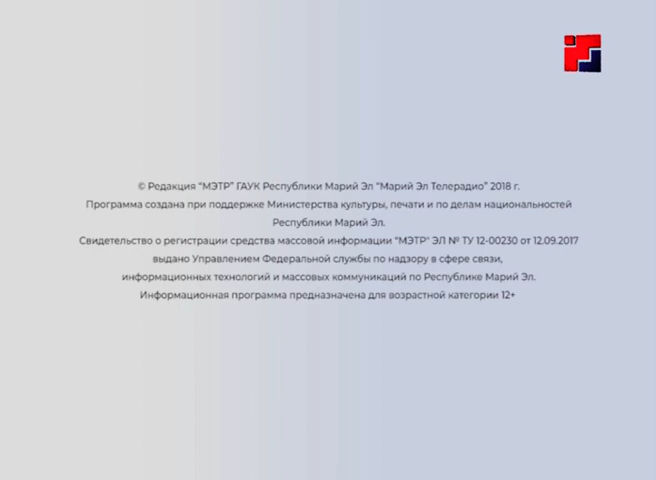 © Редакция "МЭТР" ГАУК Республики Марий Эл "Марий Эл Телерадио" 2018 г.
Программа создана при поддержке Министерства культуры, печати и по делам национальностей
Республики Марий Эл.
Свидетельство о регистрации средства массовой информации "МЭТР" ЭЛ № ТУ 12-00230 от 12.09.2017
выдано Управлением Федеральной службы по надзору в сфере связи,
информационных технологий и массовых коммуникаций по Республике Марий Эл.
Информационная программа предназначена для возрастной категории 12+